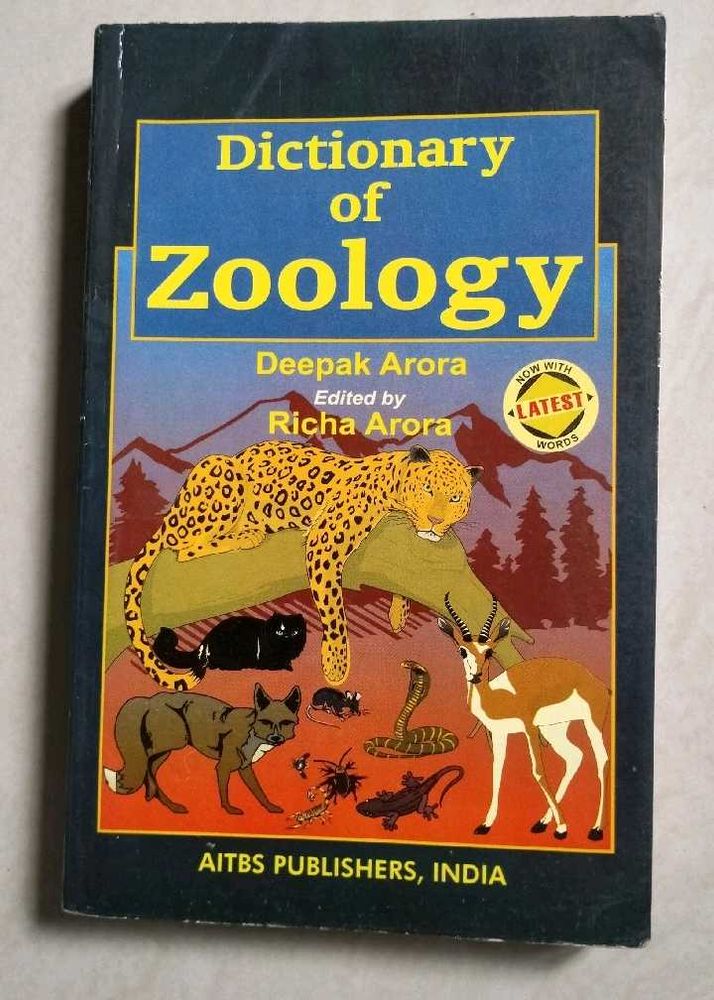 Dictionary
of
Zoology
Deepak Arora
Edited by
Richa Arora
NOW WITH
LATEST
WORDS
AITBS PUBLISHERS, INDIA